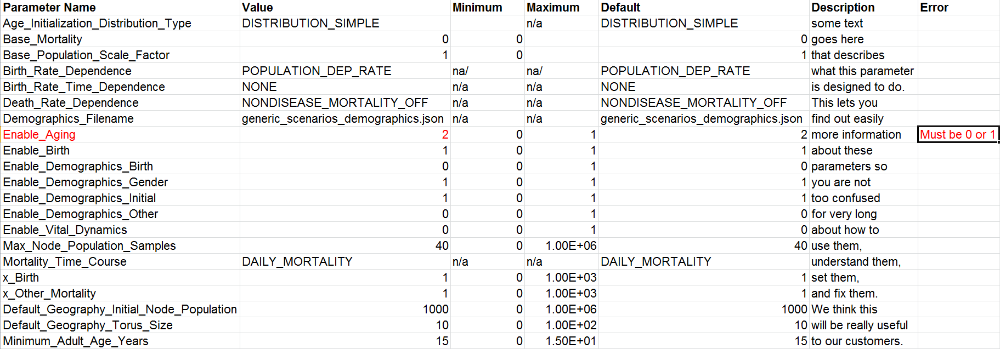 Parameter Name Value Minimum Maximum Default Description Error
Age_Initialization_Distribution_Type DISTRIBUTION_SIMPLE n/a DISTRIBUTION_SIMPLE some text
Base_Mortality 0 0 0 goes here
Base_Population_Scale_Factor 1 0 1 that describes
Birth_Rate_Dependence POPULATION_DEP_RATE na/ na/ POPULATION_DEP_RATE what this parameter
Birth_Rate_Time_Dependence NONE n/a n/a NONE is designed to do.
Death_Rate_Dependence NONDISEASE_MORTALITY_OFF n/a n/a NONDISEASE_MORTALITY_OFF This lets you
Demographics_Filename generic_scenarios_demographics.json n/a n/a generic_scenarios_demographics.json find out easily
Enable_Aging 2 0 1 2 more information Must be 0 or 1
Enable_Birth 1 0 1 1 about these
Enable_Demographics_Birth 0 0 1 0 parameters so
Enable_Demographics_Gender 1 0 1 1 you are not
Enable_Demographics_Initial 1 0 1 1 too confused
Enable_Demographics_Other 0 0 1 0 for very long
Enable_Vital_Dynamics 0 0 1 0 about how to
Max_Node_Population_Samples 40 0 1.00E+06 40 use them,
Mortality_Time_Course DAILY_MORTALITY n/a n/a DAILY_MORTALITY understand them,
x_Birth 1 0 1.00E+03 1 set them,
x_Other_Mortality 1 0 1.00E+03 1 and fix them.
Default_Geography_Initial_Node_Population 1000 0 1.00E+06 1000 We think this
Default_Geography_Torus_Size 10 0 1.00E+02 10 will be really useful
Minimum_Adult_Age_Years 15 0 1.50E+01 15 to our customers.